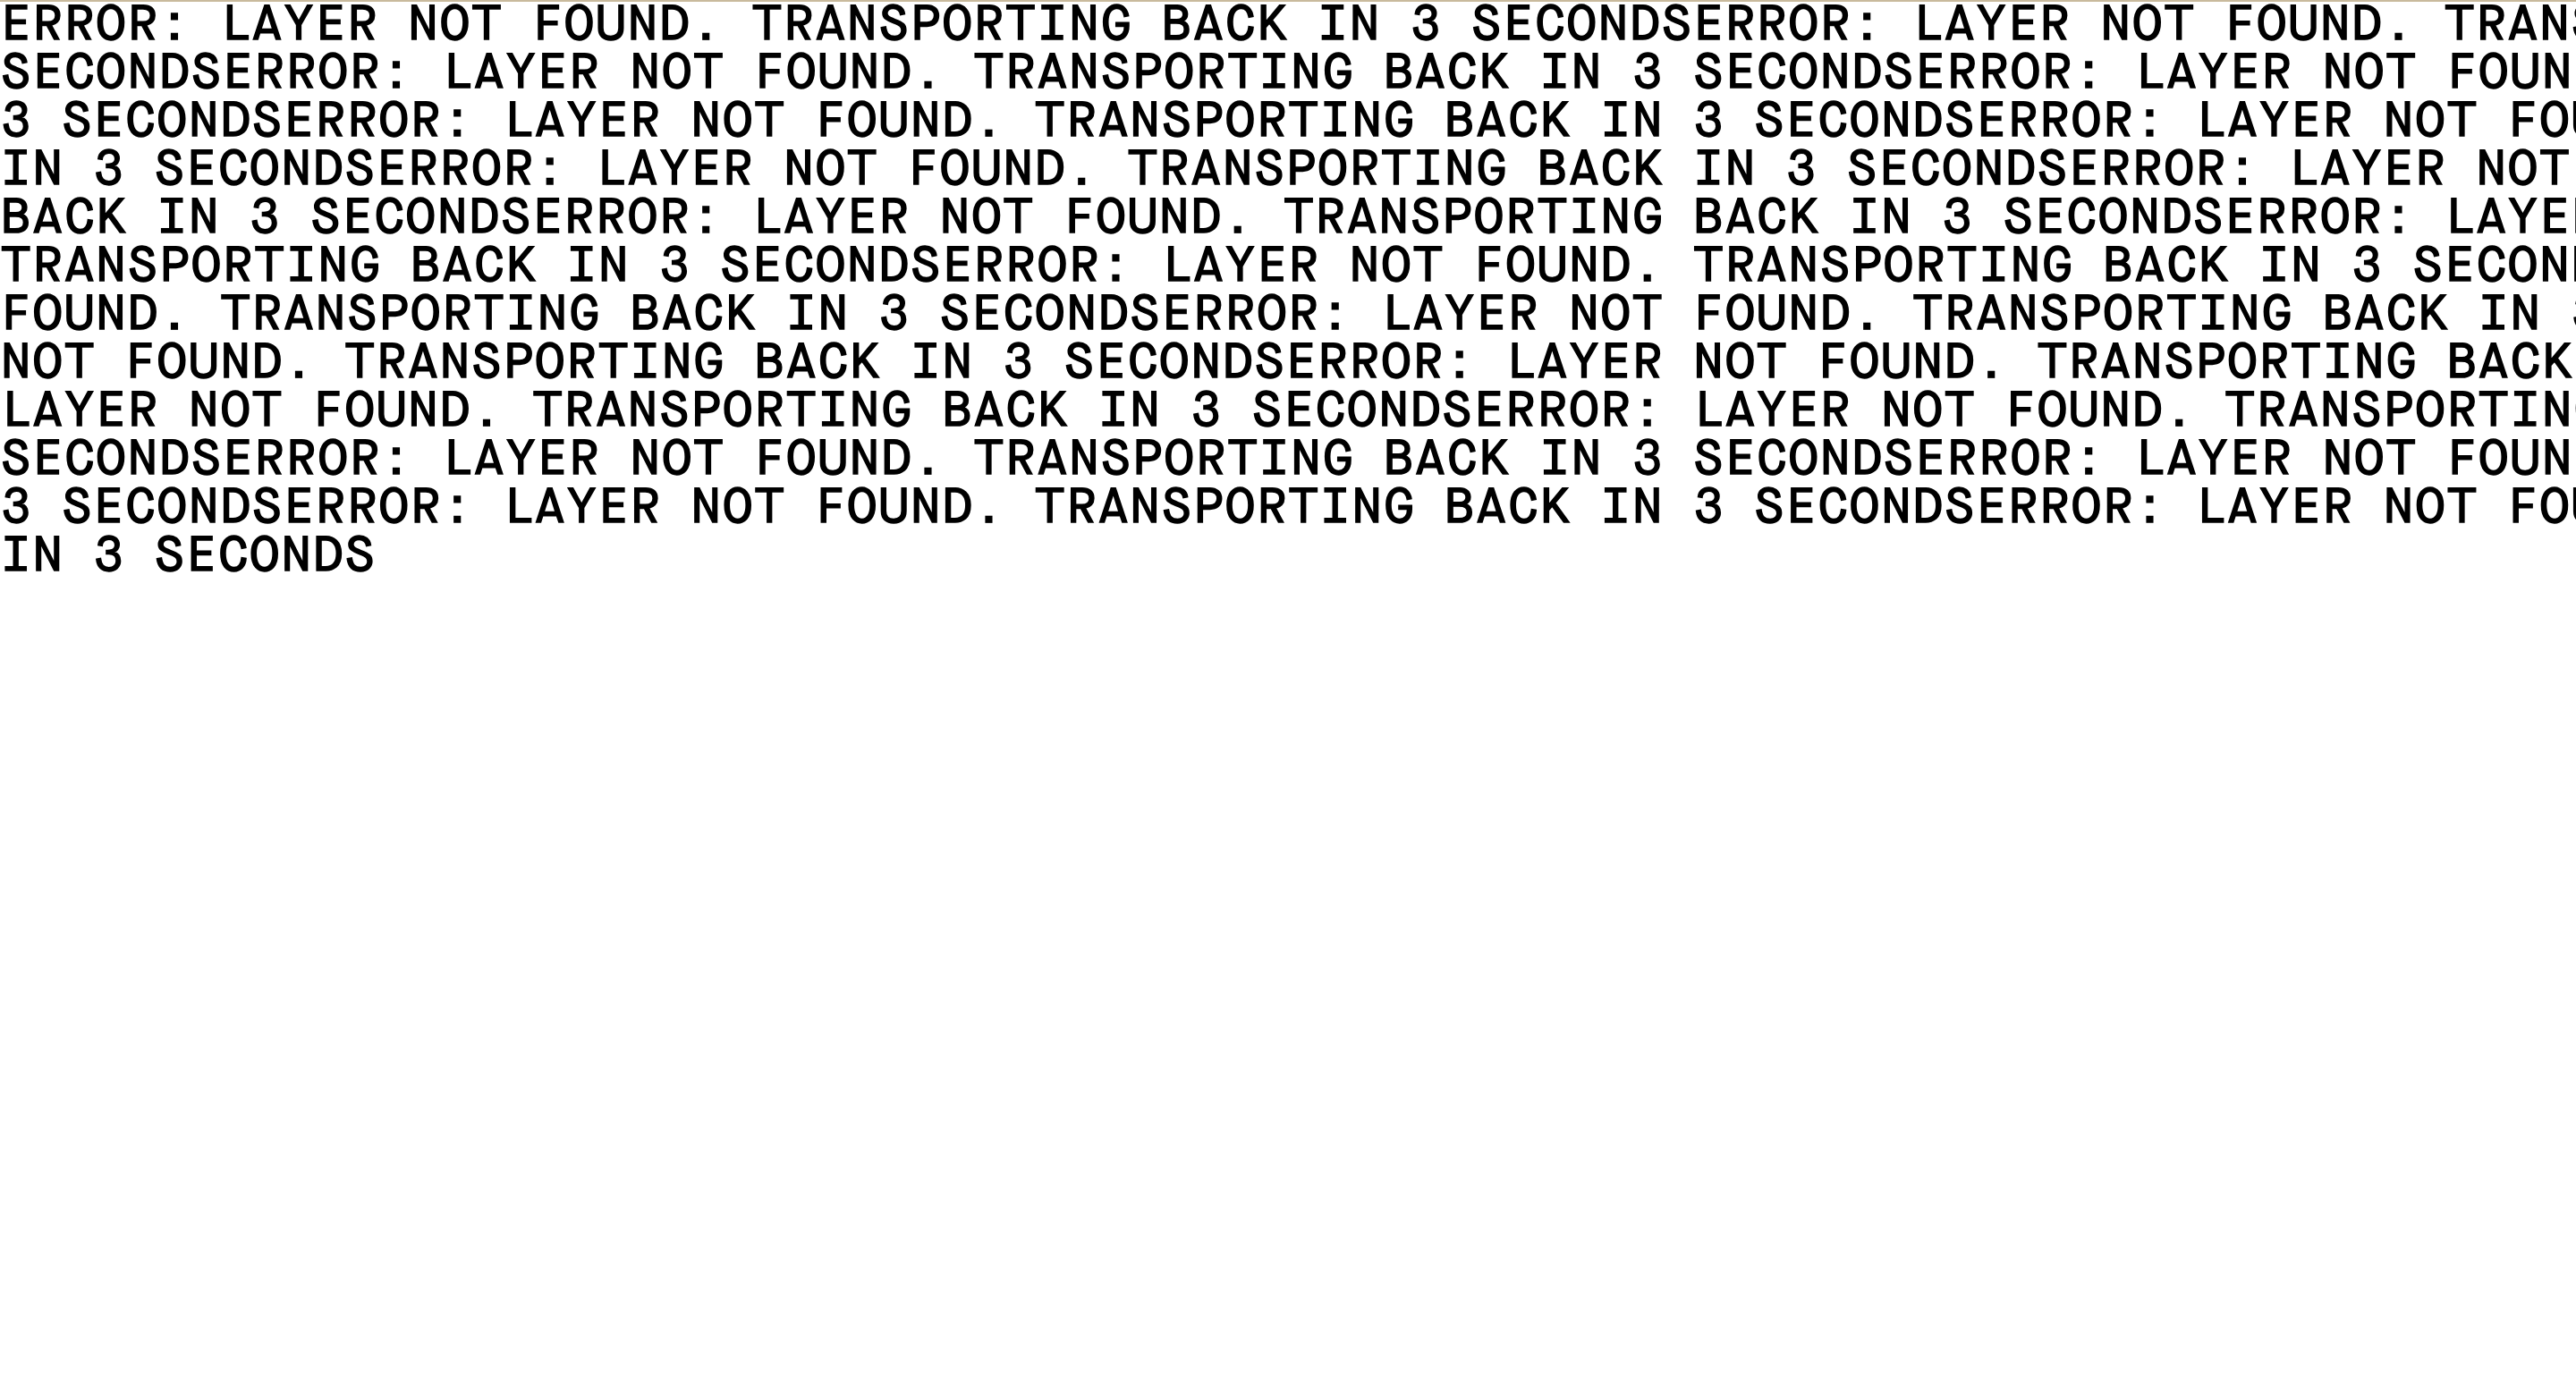 ERROR: LAYER NOT FOUND. TRANSPORTING BACK IN 3 SECONDSERROR: LAYER NOT FOUND. TRANS
SECONDSERROR: LAYER NOT FOUND. TRANSPORTING BACK IN 3 SECONDSERROR: LAYER NOT FOUN
3 SECONDSERROR: LAYER NOT FOUND. TRANSPORTING BACK IN 3 SECONDSERROR: LAYER NOT FOU
IN 3 SECONDSERROR: LAYER NOT FOUND. TRANSPORTING BACK IN 3 SECONDSERROR: LAYER NOT
BACK IN 3 SECONDSERROR: LAYER NOT FOUND. TRANSPORTING BACK IN 3 SECONDSERROR: LAYE
TRANSPORTING BACK IN 3 SECONDSERROR: LAYER NOT FOUND. TRANSPORTING BACK IN 3 SECON
FOUND. TRANSPORTING BACK IN 3 SECONDSERROR: LAYER NOT FOUND. TRANSPORTING BACK IN 3
NOT FOUND. TRANSPORTING BACK IN 3 SECONDSERROR: LAYER NOT FOUND. TRANSPORTING BACK
LAYER NOT FOUND. TRANSPORTING BACK IN 3 SECONDSERROR: LAYER NOT FOUND. TRANSPORTIN
SECONDSERROR: LAYER NOT FOUND. TRANSPORTING BACK IN 3 SECONDSERROR: LAYER NOT FOUN
3 SECONDSERROR: LAYER NOT FOUND. TRANSPORTING BACK IN 3 SECONDSERROR: LAYER NOT FOU
IN 3 SECONDS